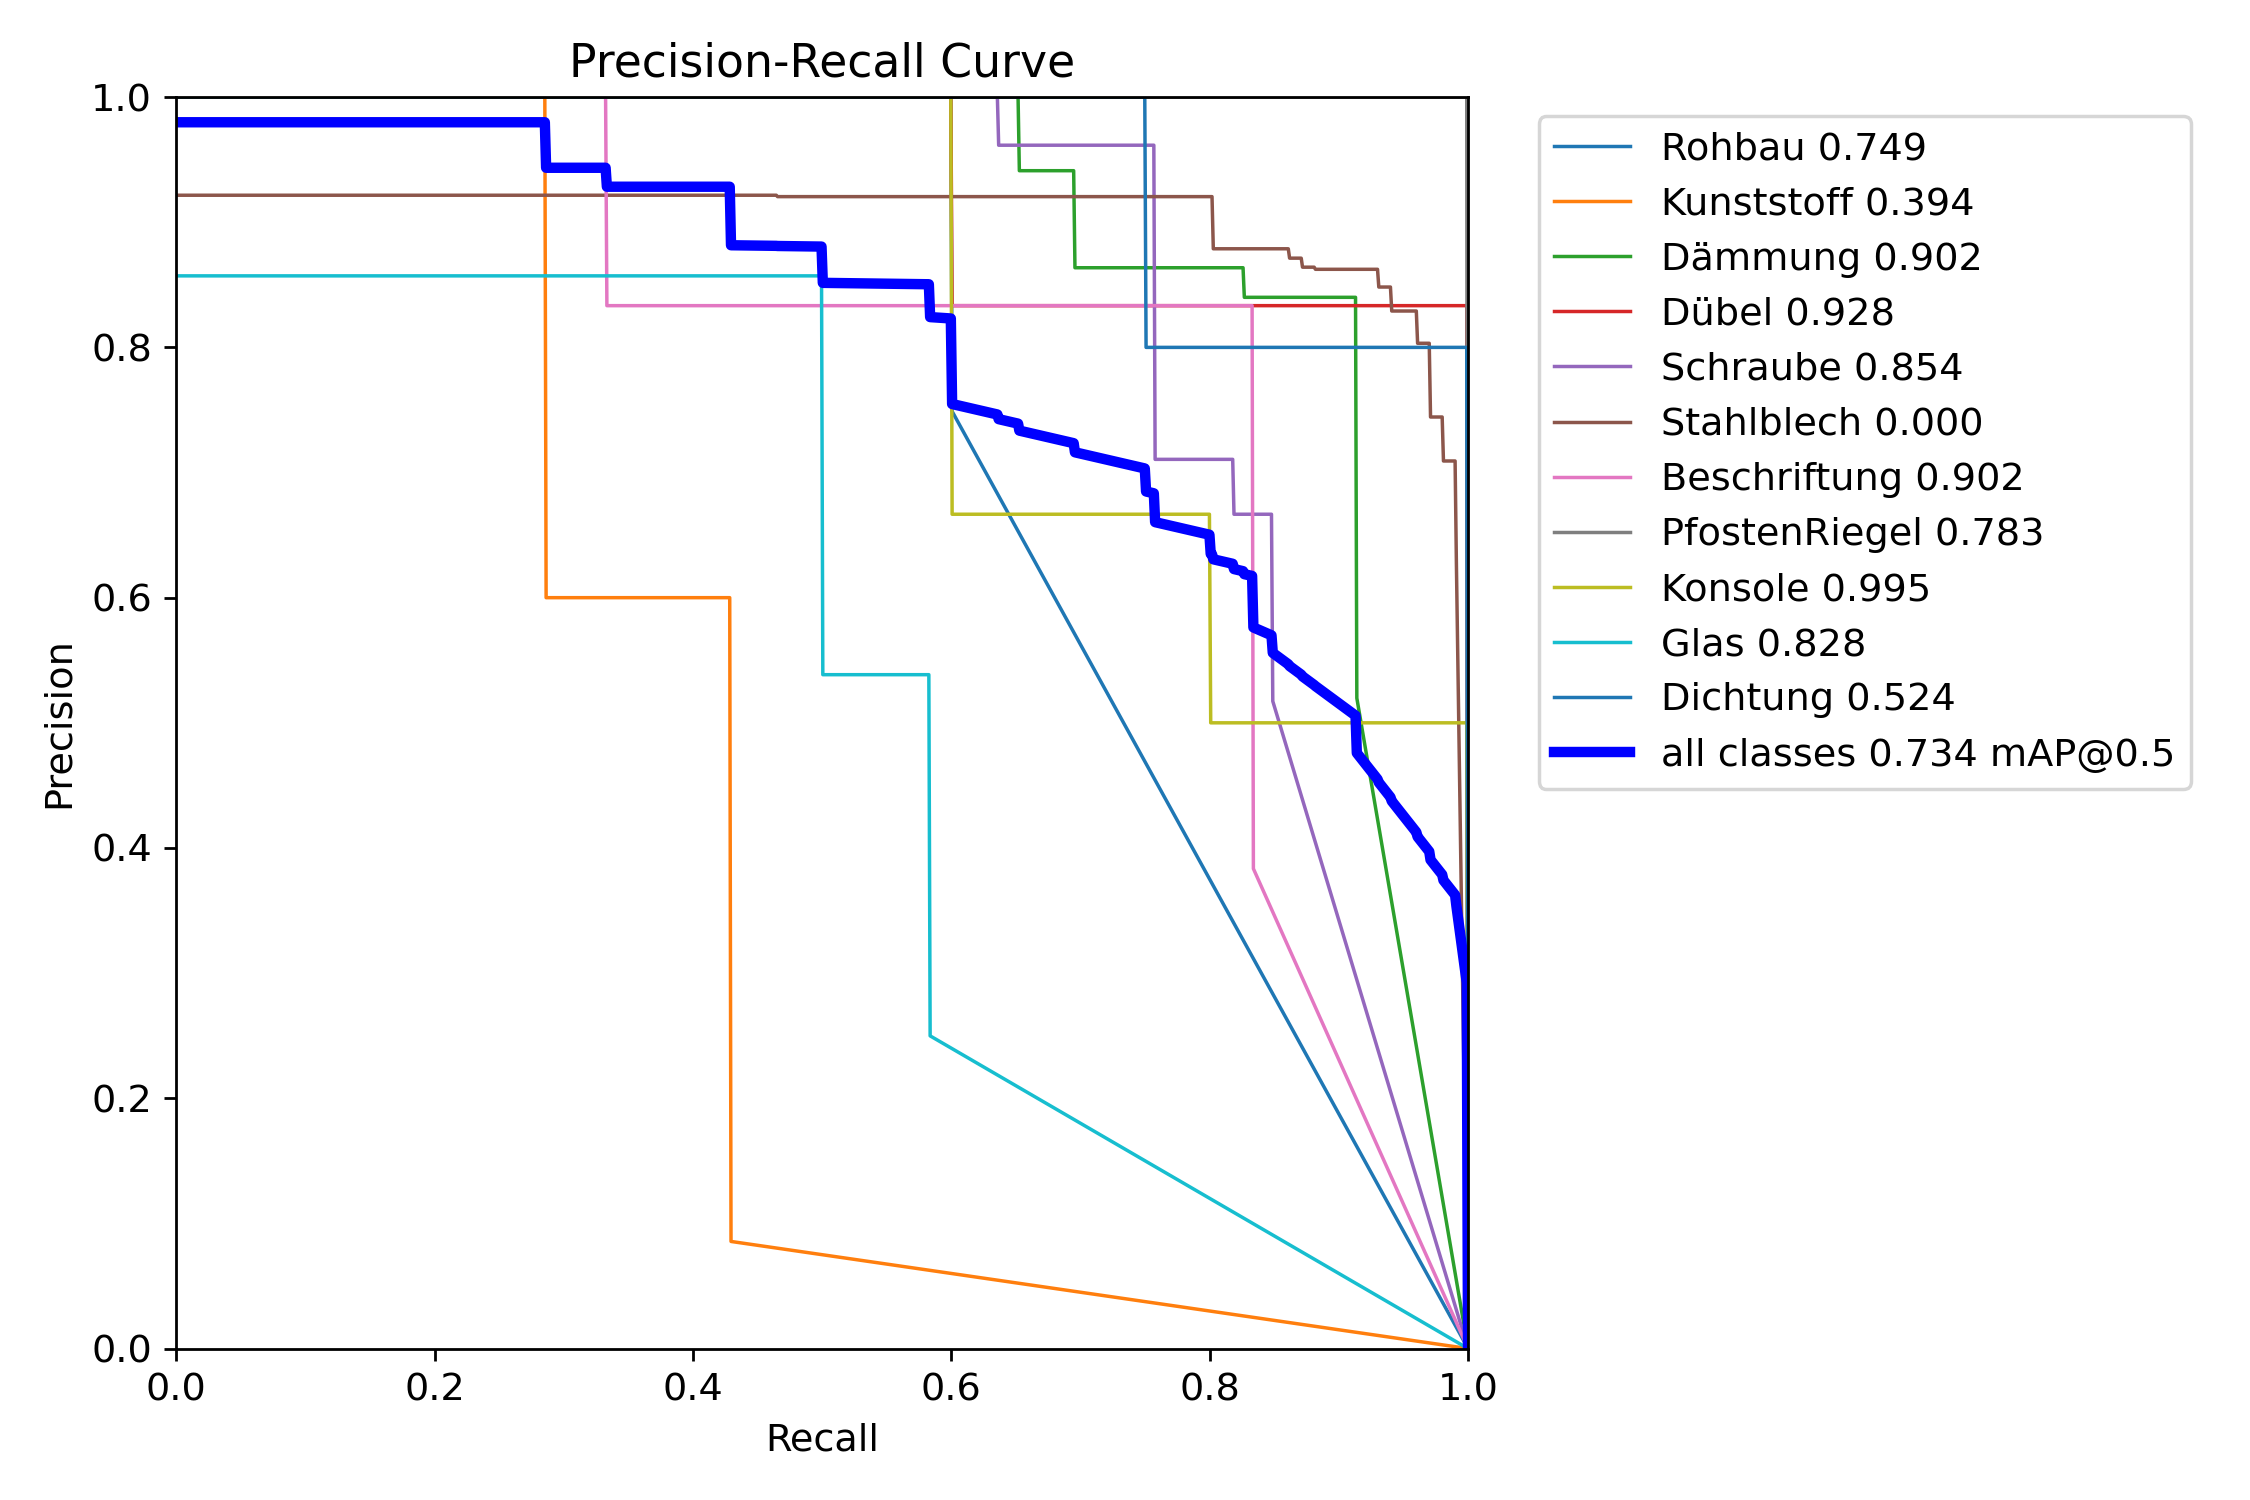 Precision-Recall Curve
1.0
0.8
0.6
0.4
0.2
0.0
Precision
0.0 0.2 0.4 0.6 0.8 1.0
Recall
Rohbau 0.749
Kunststoff 0.394
Dämmung 0.902
Dübel 0.928
Schraube 0.854
Stahlblech 0.000
Beschriftung 0.902
PfostenRiegel 0.783
Konsole 0.995
Glas 0.828
Dichtung 0.524
all classes 0.734 mAP@0.5